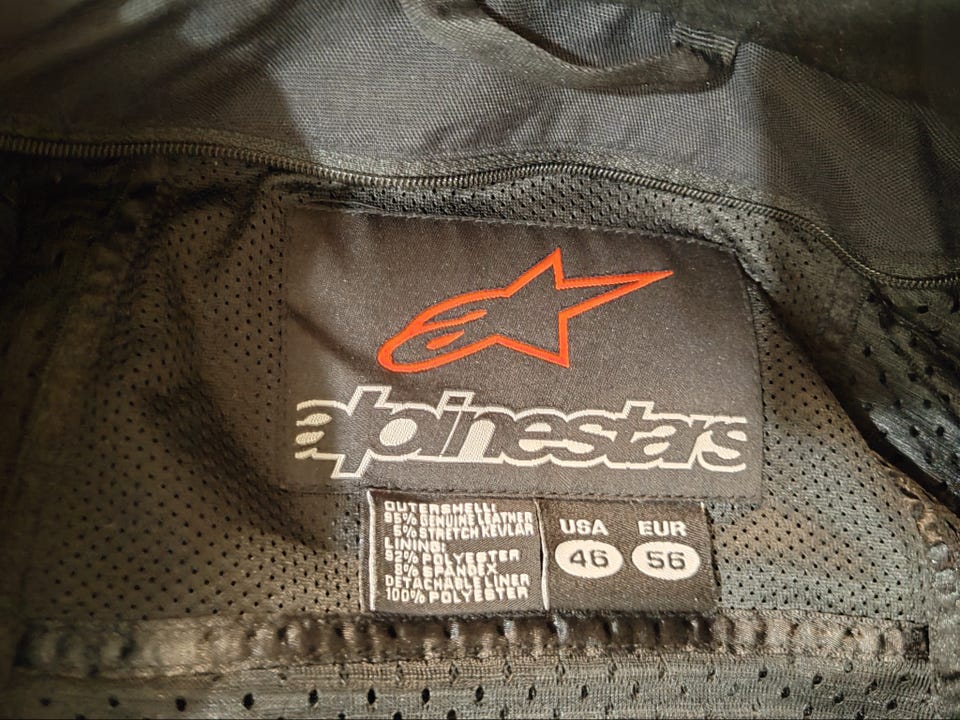 alpinestars
OUTERSHELL:
95% GENUINE LEATHER
5% STRETCH KEVLAR
LINING:
92% POLYESTER
8% SPANDEX
DETACHABLE LINER
100% POLYESTER
USA EUR
46 56